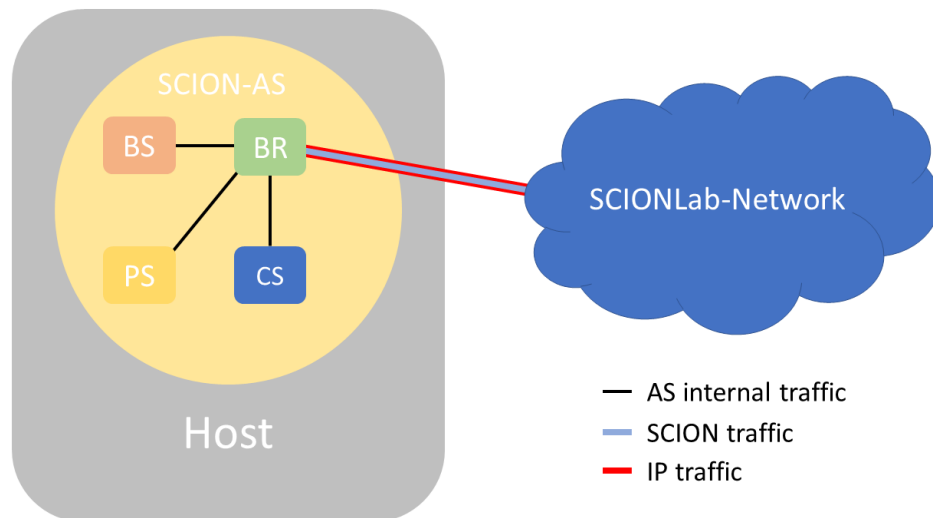 SCION-AS
BS
BR
PS
CS
Host
SCIONLab-Network
AS internal traffic
SCION traffic
IP traffic